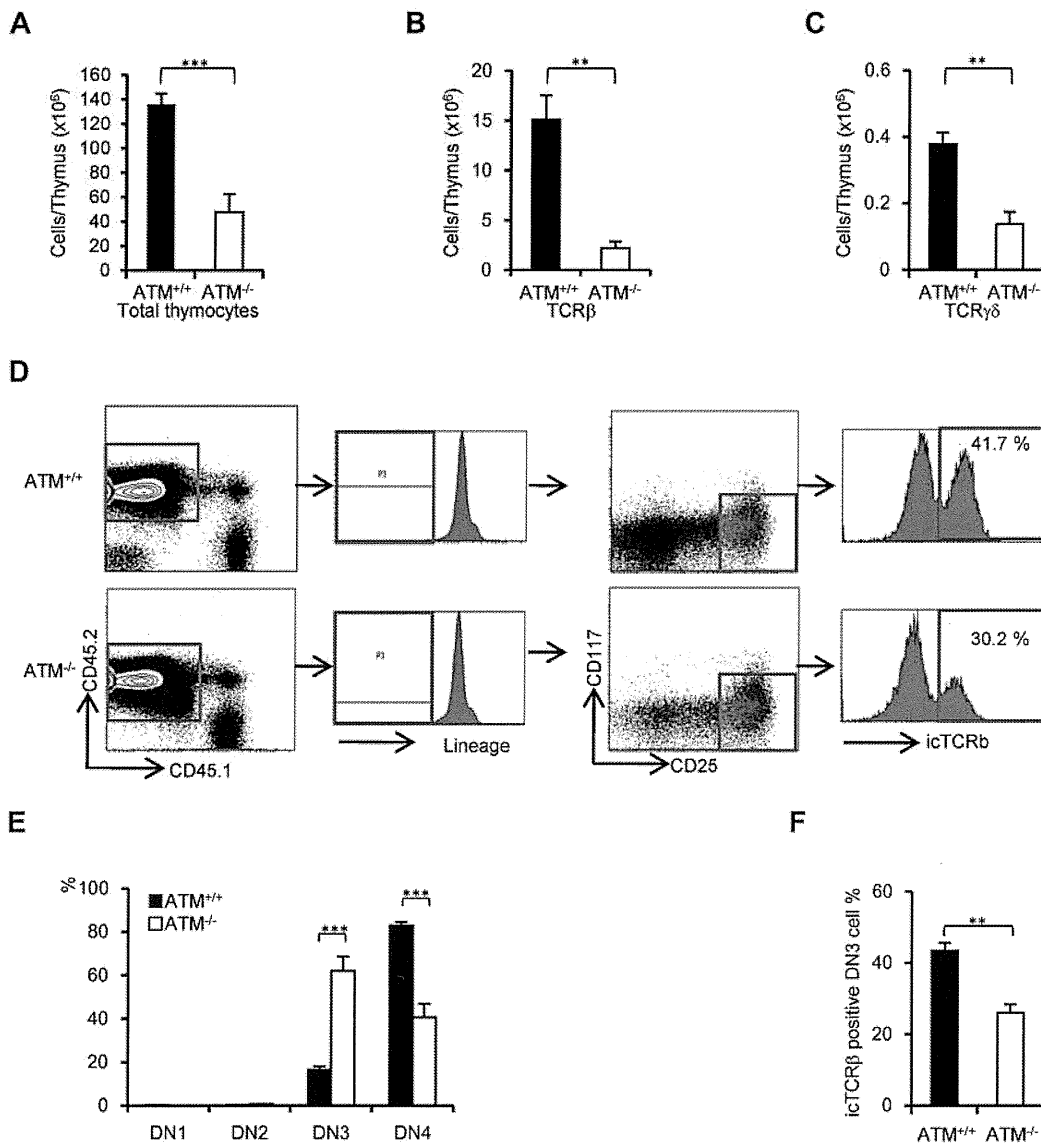 A
B
C
***
**
**
Cells/Thymus (x10⁶)
160
140
120
100
80
60
40
20
0
ATM+/+ ATM-/-
Total thymocytes
Cells/Thymus (x10⁶)
20
15
10
5
0
ATM+/+ ATM-/-
TCRβ
Cells/Thymus (x10⁶)
0.6
0.4
0.2
0
ATM+/+ ATM-/-
TCRγδ
D
ATM+/+
P3
41.7 %
ATM-/-
CD45.2
CD45.1
P3
Lineage
CD117
CD25
30.2 %
icTCRb
E
F
%
100
80
60
40
20
0
ATM+/+
ATM-/-
***
***
DN1 DN2 DN3 DN4
icTCRβ positive DN3 cell %
60
40
20
0
**
ATM+/+ ATM-/-